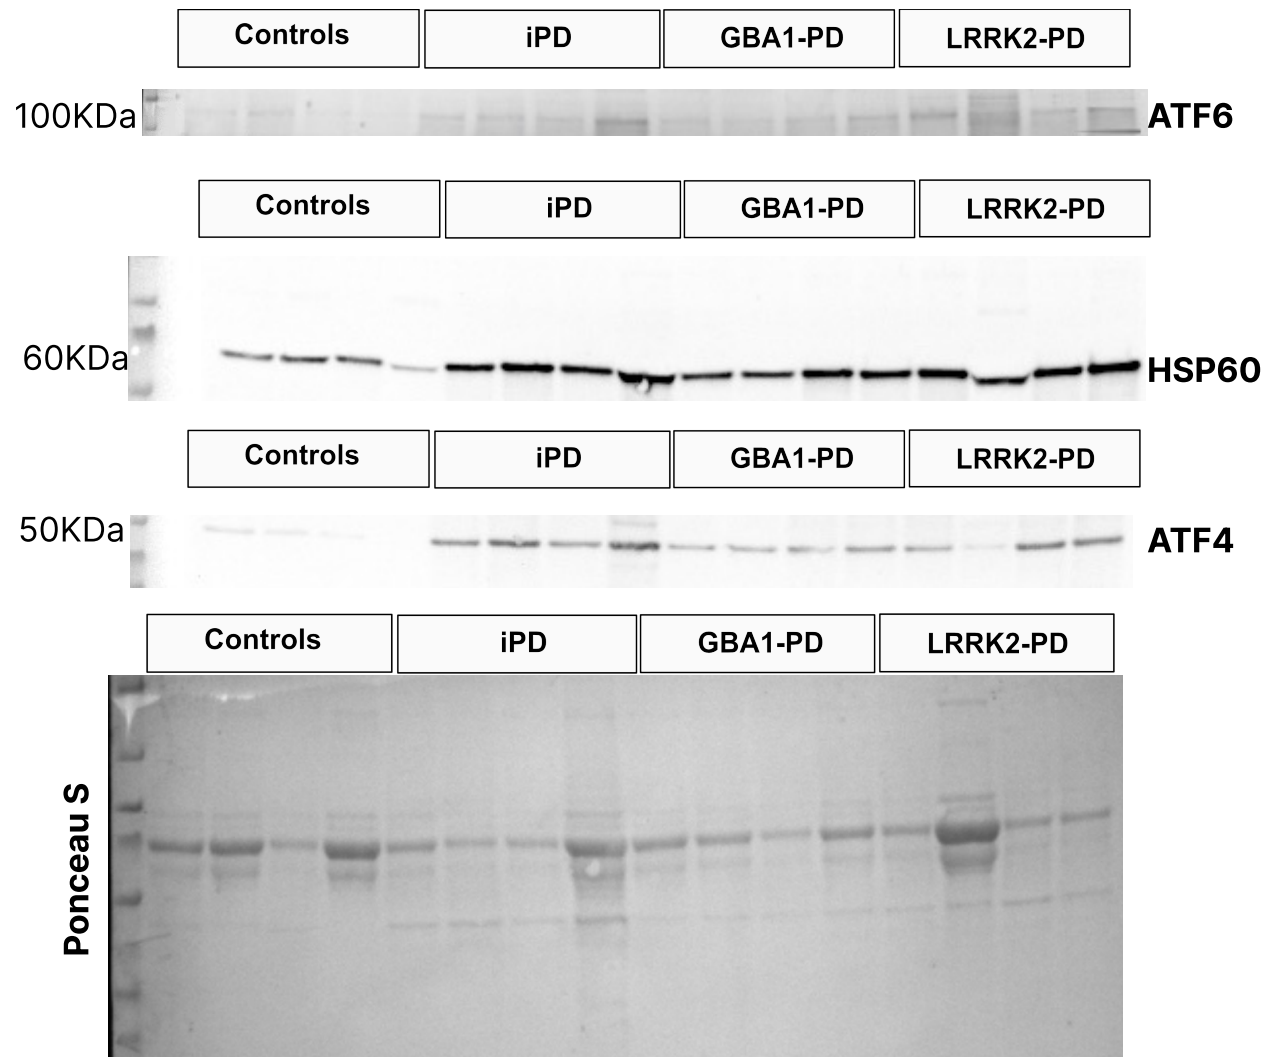 Controls iPD GBA1-PD LRRK2-PD
100KDa ATF6
Controls iPD GBA1-PD LRRK2-PD
60KDa HSP60
Controls iPD GBA1-PD LRRK2-PD
50KDa ATF4
Controls iPD GBA1-PD LRRK2-PD
Ponceau S